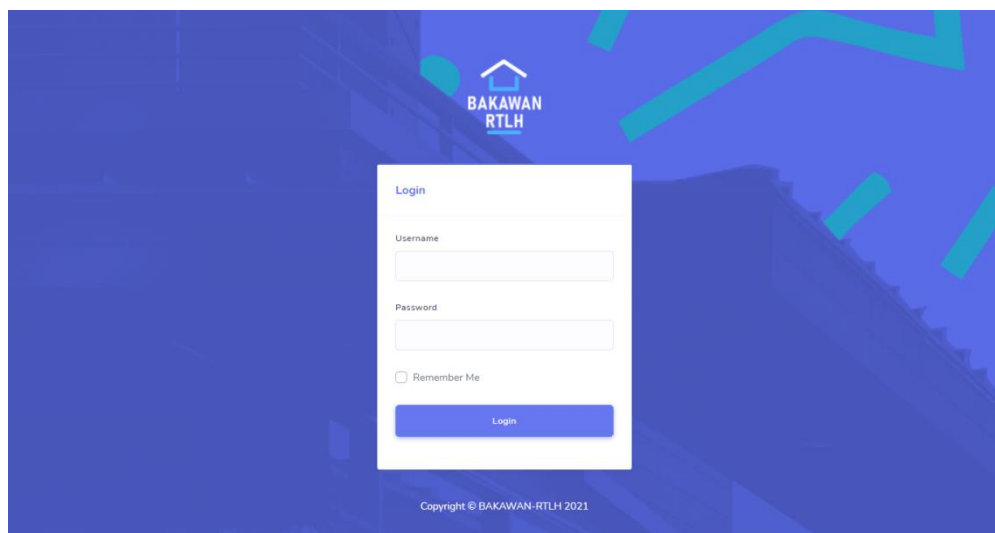 BAKAWAN
RTLH
Login
Username
Password
Remember Me
Login
Copyright © BAKAWAN-RTLH 2021